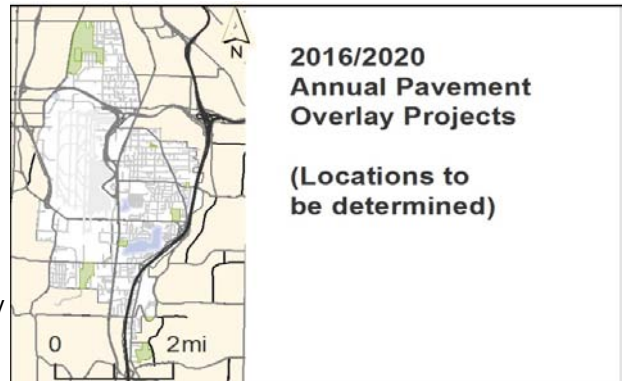 N
2016/2020
Annual Pavement
Overlay Projects
(Locations to
be determined)
0 2mi